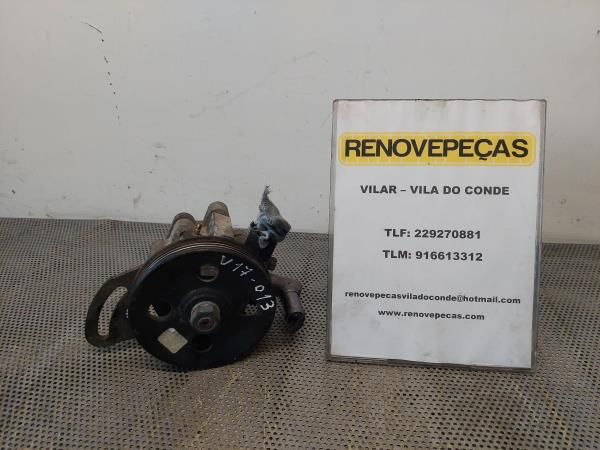 RENOVEPEÇAS
VILAR – VILA DO CONDE
TLF: 229270881
TLM: 916613312
renovepecasviladoconde@hotmail.com
www.renovepecas.com
V17-013